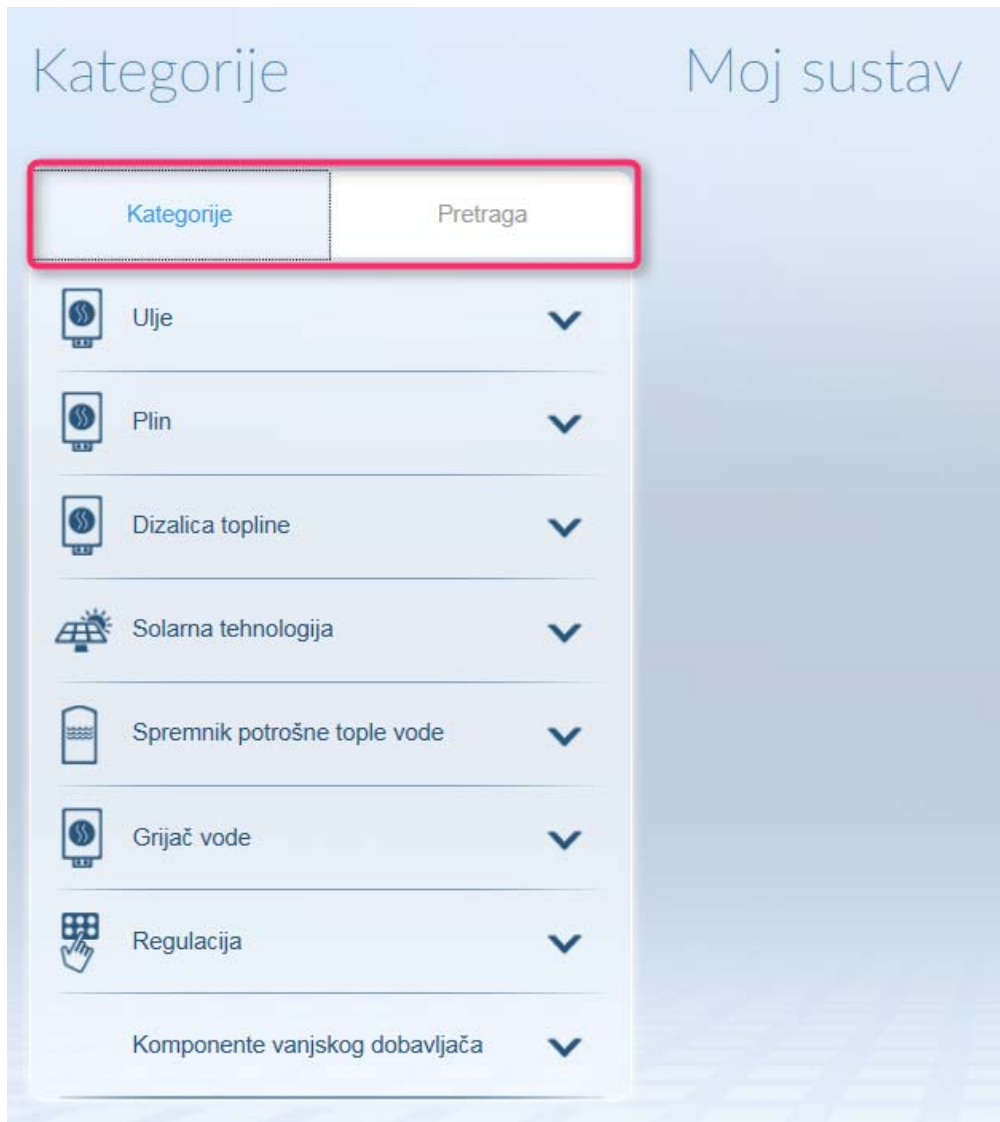 Kategorije
Moj sustav
Kategorije
Pretraga
Ulje
Plin
Dizalica topline
Solarna tehnologija
Spremnik potrošne tople vode
Grijač vode
Regulacija
Komponente vanjskog dobavljača